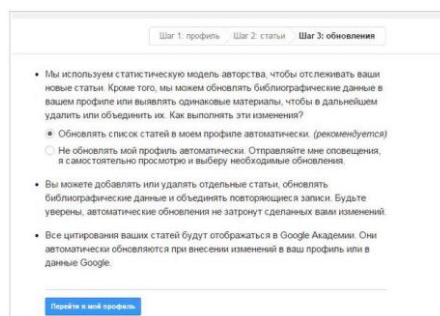 Шаг 1: профиль Шаг 2: статьи Шаг 3: обновления
Мы используем статистическую модель авторства, чтобы отслеживать ваши
новые статьи. Кроме того, мы можем обновлять библиографические данные в
вашем профиле или выявлять одинаковые материалы, чтобы в дальнейшем
удалить или объединить их. Как выполнять эти изменения?
Обновлять список статей в моем профиле автоматически. (рекомендуется)
Не обновлять мой профиль автоматически. Отправляйте мне оповещения,
я самостоятельно просмотрю и выберу необходимые обновления.
Вы можете добавлять или удалять отдельные статьи, обновлять
библиографические данные и объединять повторяющиеся записи. Будьте
уверены, автоматические обновления не затронут сделанных вами изменений.
Все цитирования ваших статей будут отображаться в Google Академии. Они
автоматически обновляются при внесении изменений в ваш профиль или в
данные Google.
Перейти в мой профиль